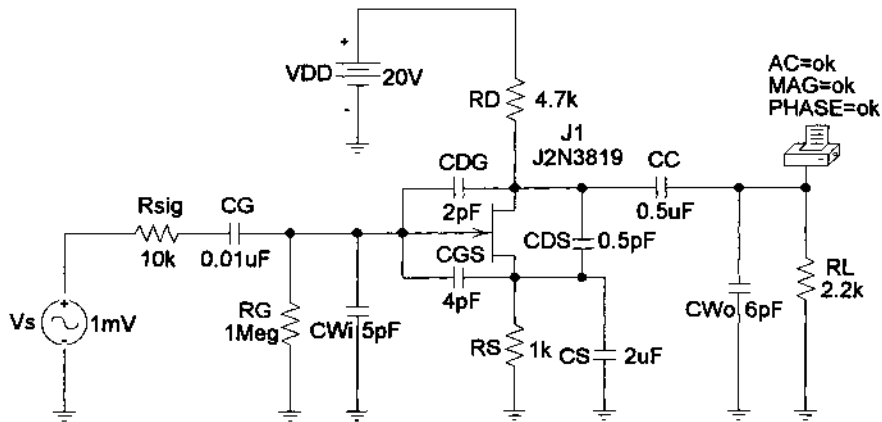 +
VDD
20V
-
RD
4.7k
AC=ok
MAG=ok
PHASE=ok
J1
J2N3819
CDG
2pF
CC
0.5uF
Rsig
10k
CG
0.01uF
CDS
0.5pF
CGS
4pF
RL
2.2k
+
Vs
1mV
-
RG
1Meg
CWi
5pF
RS
1k
CS
2uF
CWo
6pF